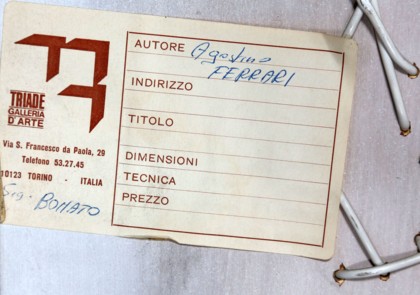 TRIADE
GALLERIA
D'ARTE
Via S. Francesco da Paola, 29
Telefono 53.27.45
10123 TORINO - ITALIA
Sig. BONATO
AUTORE Agostino
FERRARI
INDIRIZZO
TITOLO
DIMENSIONI
TECNICA
PREZZO